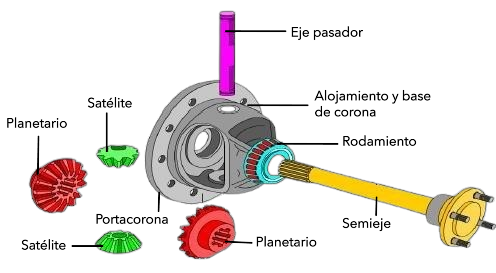 Eje pasador
Alojamiento y base
de corona
Satélite
Planetario
Rodamiento
Portacorona
Semieje
Satélite
Planetario